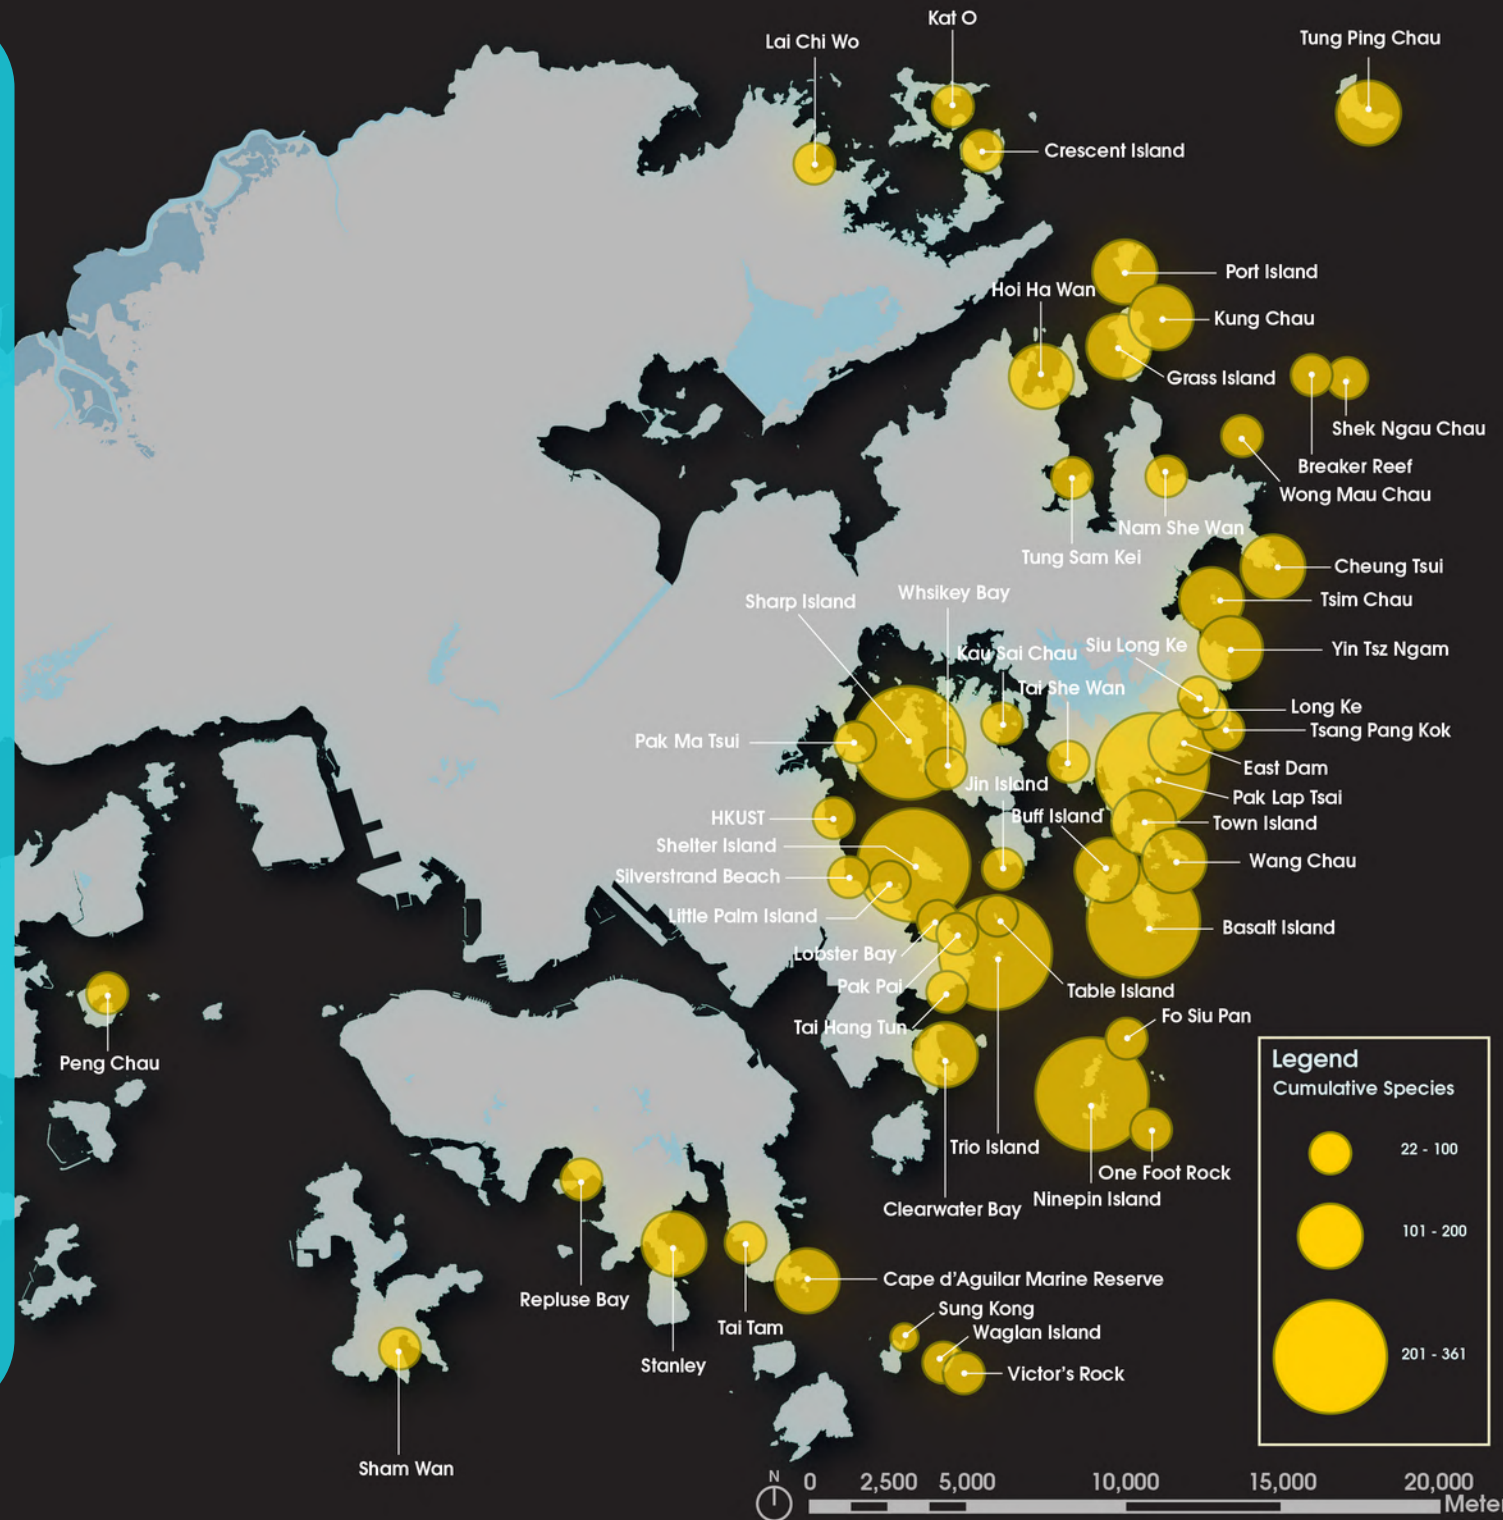 Kat O
Lai Chi Wo
Tung Ping Chau
Crescent Island
Port Island
Hoi Ha Wan
Kung Chau
Grass Island
Shek Ngau Chau
Breaker Reef
Wong Mau Chau
Nam She Wan
Tung Sam Kei
Cheung Tsui
Whsikey Bay
Sharp Island
Tsim Chau
Siu Long Ke
Yin Tsz Ngam
Kau Sai Chau
Tai She Wan
Long Ke
Tsang Pang Kok
Pak Ma Tsui
East Dam
Jin Island
Pak Lap Tsai
HKUST
Buff Island
Town Island
Shelter Island
Wang Chau
Silverstrand Beach
Little Palm Island
Basalt Island
Lobster Bay
Pak Pai
Table Island
Tai Hang Tun
Fo Siu Pan
Peng Chau
Trio Island
One Foot Rock
Ninepin Island
Clearwater Bay
Legend
Cumulative Species
22 - 100
101 - 200
201 - 361
Cape d'Aguilar Marine Reserve
Repluse Bay
Sung Kong
Tai Tam
Waglan Island
Stanley
Victor's Rock
Sham Wan
N
0 2,500 5,000 10,000 15,000 20,000
Meter